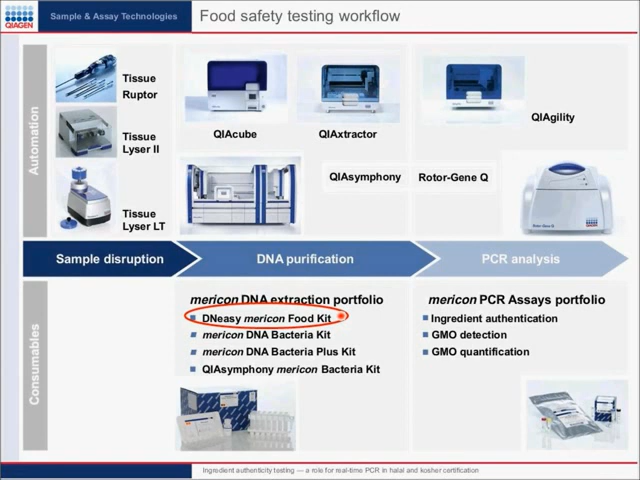 QIAGEN
Sample & Assay Technologies
Food safety testing workflow
Automation
Tissue
Ruptor
Tissue
Lyser II
Tissue
Lyser LT
QIAcube
QIAxtractor
QIAgility
QIAsymphony
Rotor-Gene Q
Sample disruption
DNA purification
PCR analysis
Consumables
mericon DNA extraction portfolio
DNeasy mericon Food Kit
mericon DNA Bacteria Kit
mericon DNA Bacteria Plus Kit
QIAsymphony mericon Bacteria Kit
mericon PCR Assays portfolio
Ingredient authentication
GMO detection
GMO quantification
Ingredient authenticity testing — a role for real-time PCR in halal and kosher certification